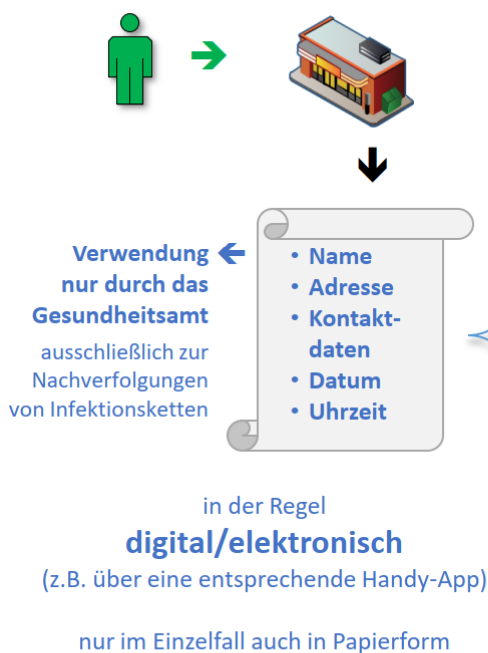 Verwendung
nur durch das
Gesundheitsamt
ausschließlich zur
Nachverfolgungen
von Infektionsketten
• Name
• Adresse
• Kontakt-
daten
• Datum
• Uhrzeit
in der Regel
digital/elektronisch
(z.B. über eine entsprechende Handy-App)
nur im Einzelfall auch in Papierform